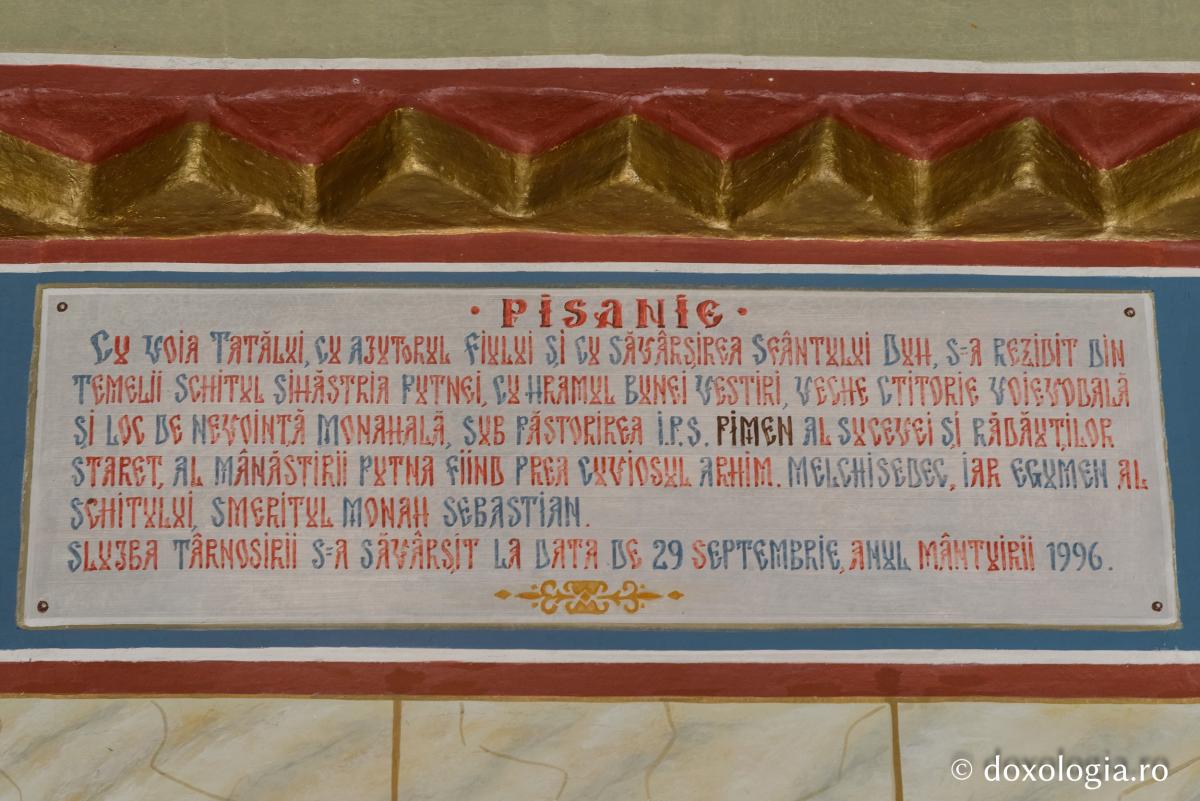 · PISANIE ·
CU VOIA TATĂLUI, CU AJUTORUL FIULUI ȘI CU SĂVÂRȘIREA SFÂNTULUI DUH, S=A REZIDIT DIN
TEMELII SCHITUL SIHĂSTRIA PUTNEI, CU HRAMUL BUNEI VESTIRI, VECHE CTITORIE VOIEVODALĂ
ȘI LOC DE NEVOINȚĂ MONAHALĂ, SUB PĂSTORIREA I.P.S. PIMEN AL SUCEVEI ȘI RĂDĂUȚILOR
STAREȚ, AL MÂNĂSTIRII PUTNA FIIND PREA CUVIOSUL ARHIM. MELCHISEDEC, IAR EGUMEN AL
SCHITULUI, SMERITUL MONAH SEBASTIAN.
SLUJBA TÂRNOSIRII S=A SĂVÂRȘIT LA DATA DE 29 SEPTEMBRIE, ANUL MÂNTUIRII 1996.
© doxologia.ro